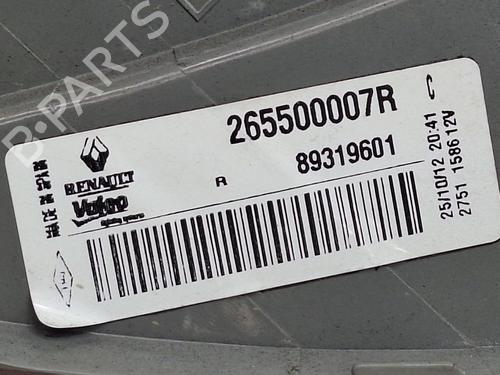 B-PARTS
265500007R
RENAULT
R
89319601
Valeo
25/10/12 20:41
2751 1586 12V